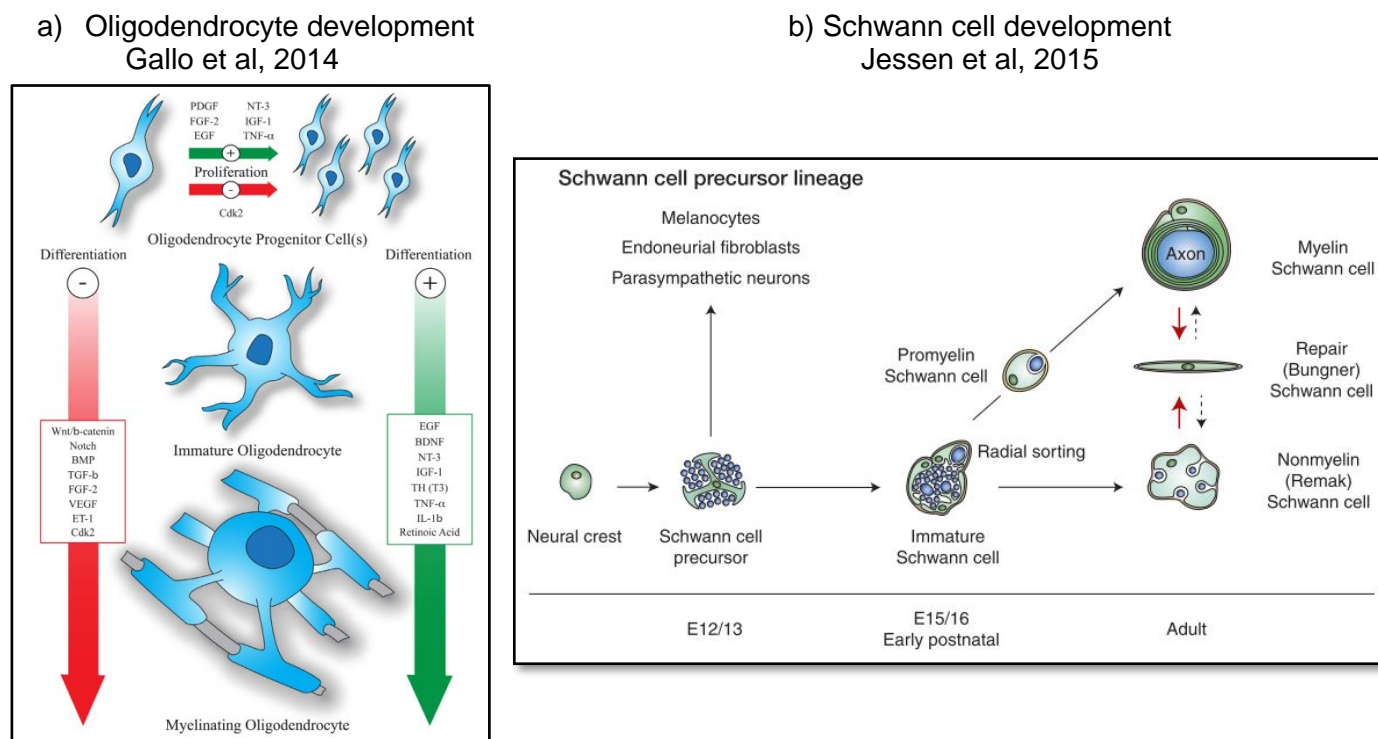 a) Oligodendrocyte development
Gallo et al, 2014
b) Schwann cell development
Jessen et al, 2015
PDGF NT-3
FGF-2 IGF-1
EGF TNF-α
+
Proliferation
-
Cdk2
Oligodendrocyte Progenitor Cell(s)
Differentiation
-
Differentiation
+
Wnt/b-catenin
Notch
BMP
TGF-b
FGF-2
VEGF
ET-1
Cdk2
EGF
BDNF
NT-3
IGF-1
TH (T3)
TNF-α
IL-1b
Retinoic Acid
Immature Oligodendrocyte
Myelinating Oligodendrocyte
Schwann cell precursor lineage
Melanocytes
Endoneurial fibroblasts
Parasympathetic neurons
Axon
Myelin
Schwann cell
Promyelin
Schwann cell
Repair
(Bungner)
Schwann cell
Radial sorting
Nonmyelin
(Remak)
Schwann cell
Neural crest
Schwann cell
precursor
Immature
Schwann cell
E12/13
E15/16
Early postnatal
Adult